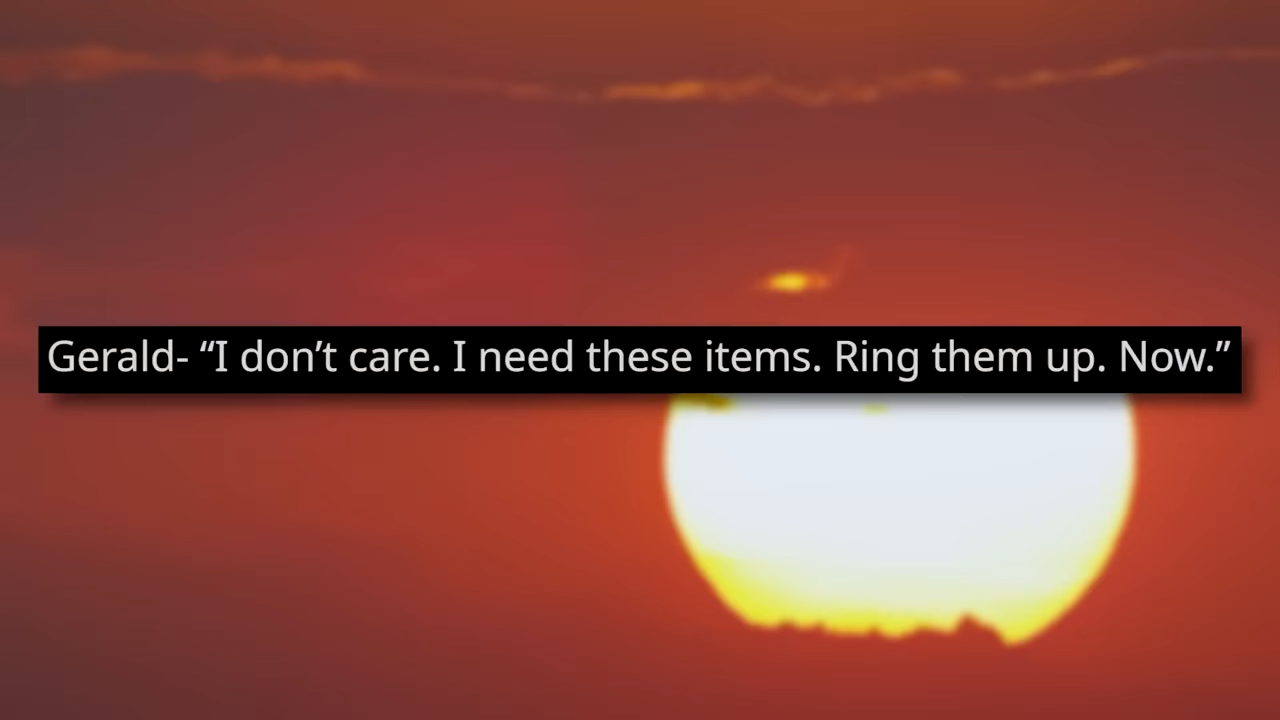 Gerald- “I don’t care. I need these items. Ring them up. Now.”